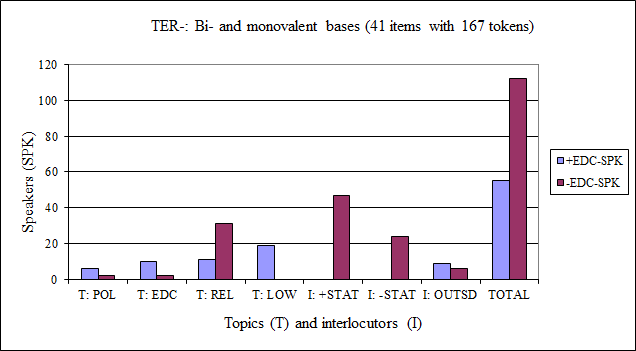 TER-: Bi- and monovalent bases (41 items with 167 tokens)
120
100
80
60
40
20
0
Speakers (SPK)
T: POL T: EDC T: REL T: LOW I: +STAT I: -STAT I: OUTSD TOTAL
Topics (T) and interlocutors (I)
+EDC-SPK
-EDC-SPK